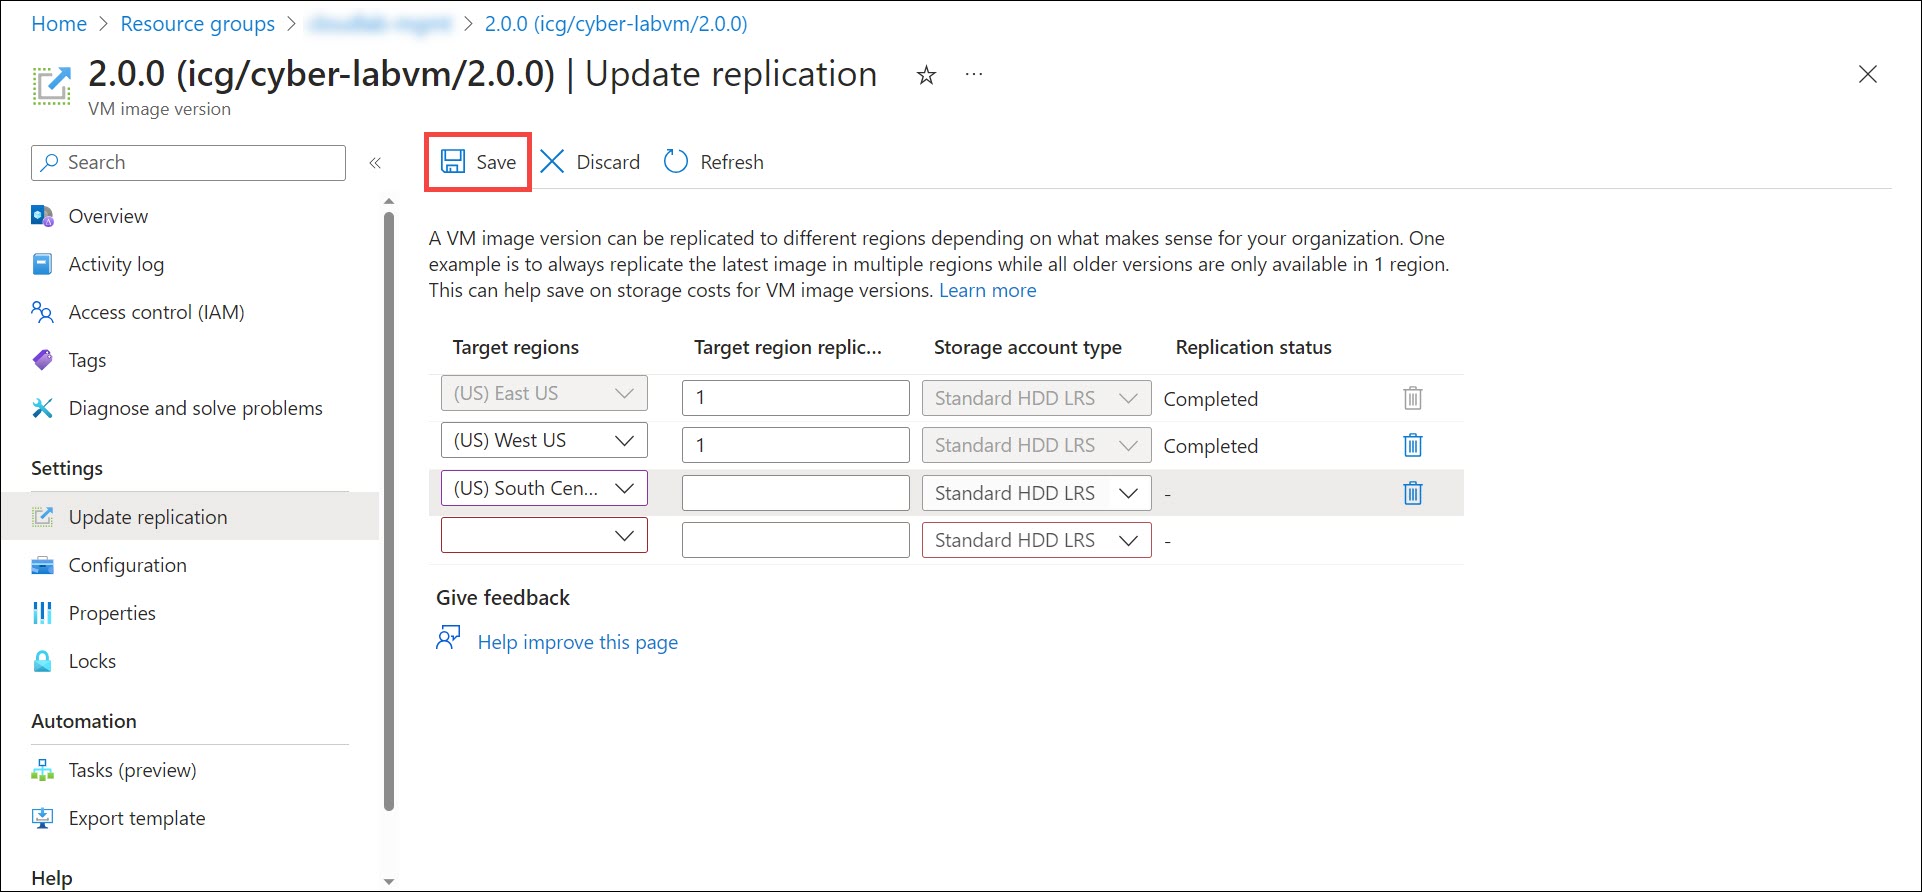 Home > Resource groups > > 2.0.0 (icg/cyber-labvm/2.0.0)
2.0.0 (icg/cyber-labvm/2.0.0) | Update replication
VM image version
Search
Save
Discard
Refresh
Overview
Activity log
Access control (IAM)
Tags
Diagnose and solve problems
Settings
Update replication
Configuration
Properties
Locks
Automation
Tasks (preview)
Export template
Help
A VM image version can be replicated to different regions depending on what makes sense for your organization. One
example is to always replicate the latest image in multiple regions while all older versions are only available in 1 region.
This can help save on storage costs for VM image versions. Learn more
Target regions Target region replic... Storage account type Replication status
(US) East US 1 Standard HDD LRS Completed
(US) West US 1 Standard HDD LRS Completed
(US) South Cen... Standard HDD LRS -
Standard HDD LRS -
Give feedback
Help improve this page